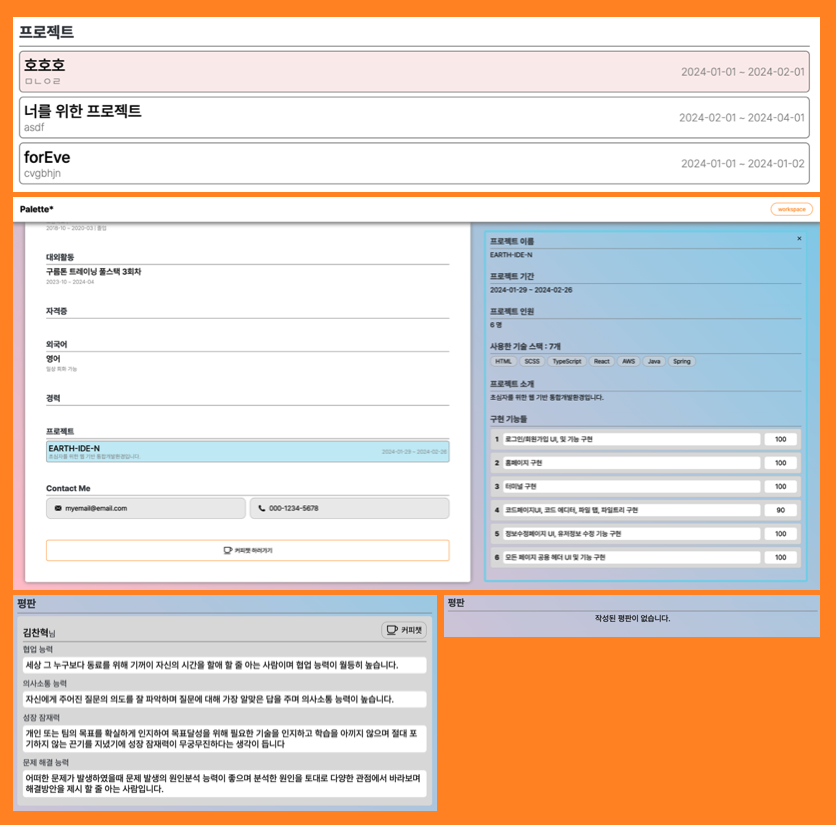 프로젝트
호호호
ㅁㄴㅇㄹ
2024-01-01 ~ 2024-02-01
너를 위한 프로젝트
asdf
2024-02-01 ~ 2024-04-01
forEve
cvgbhjn
2024-01-01 ~ 2024-01-02
Palette*
workspace
2018-10 ~ 2020-03 | 졸업
대외활동
구름톤 트레이닝 풀스택 3회차
2023-10 ~ 2024-04
자격증
외국어
영어
일상 회화 가능
경력
프로젝트
EARTH-IDE-N
초심자를 위한 웹 기반 통합개발환경입니다.
2024-01-29 ~ 2024-02-26
Contact Me
myemail@email.com
000-1234-5678
커피챗 하러가기
×
프로젝트 이름
EARTH-IDE-N
프로젝트 기간
2024-01-29 ~ 2024-02-26
프로젝트 인원
6 명
사용한 기술 스택 : 7개
HTML SCSS TypeScript React AWS Java Spring
프로젝트 소개
초심자를 위한 웹 기반 통합개발환경입니다.
구현 기능들
1 로그인/회원가입 UI, 및 기능 구현 100
2 홈페이지 구현 100
3 터미널 구현 100
4 코드페이지UI, 코드 에디터, 파일 탭, 파일트리 구현 90
5 정보수정페이지 UI, 유저정보 수정 기능 구현 100
6 모든 페이지 공용 헤더 UI 및 기능 구현 100
평판
김찬혁님
커피챗
협업 능력
세상 그 누구보다 동료를 위해 기꺼이 자신의 시간을 할애 할 줄 아는 사람이며 협업 능력이 월등히 높습니다.
의사소통 능력
자신에게 주어진 질문의 의도를 잘 파악하며 질문에 대해 가장 알맞은 답을 주며 의사소통 능력이 높습니다.
성장 잠재력
개인 또는 팀의 목표를 확실하게 인지하여 목표달성을 위해 필요한 기술을 인지하고 학습을 아끼지 않으며 절대 포
기하지 않는 끈기를 지녔기에 성장 잠재력이 무궁무진하다는 생각이 듭니다
문제 해결 능력
어떠한 문제가 발생하였을때 문제 발생의 원인분석 능력이 좋으며 분석한 원인을 토대로 다양한 관점에서 바라보며
해결방안을 제시 할 줄 아는 사람입니다.
평판
작성된 평판이 없습니다.